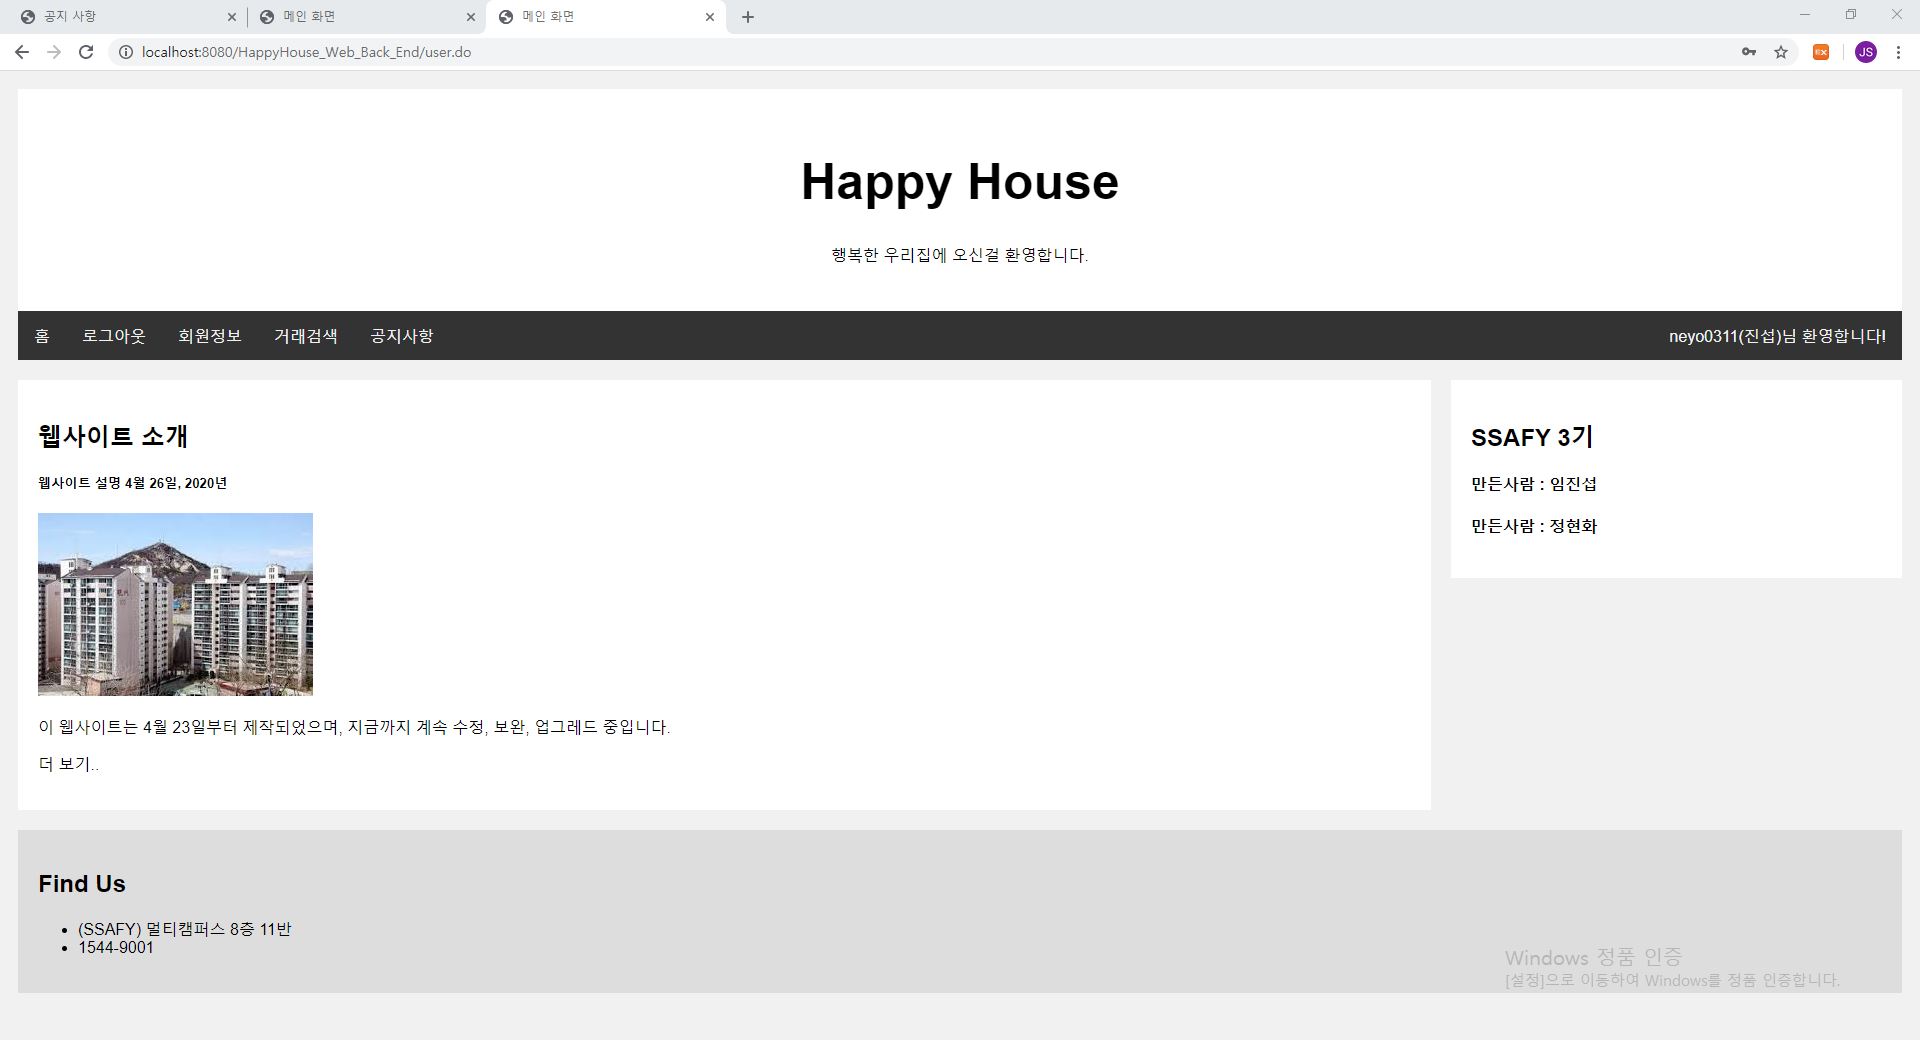 공지 사항
메인 화면
메인 화면
localhost:8080/HappyHouse_Web_Back_End/user.do
JS
Happy House
행복한 우리집에 오신걸 환영합니다.
홈 로그아웃 회원정보 거래검색 공지사항 neyo0311(진섭)님 환영합니다!
웹사이트 소개
웹사이트 설명 4월 26일, 2020년
이 웹사이트는 4월 23일부터 제작되었으며, 지금까지 계속 수정, 보완, 업그레드 중입니다.
더 보기..
SSAFY 3기
만든사람 : 임진섭
만든사람 : 정현화
Find Us
(SSAFY) 멀티캠퍼스 8층 11반
1544-9001
Windows 정품 인증
[설정]으로 이동하여 Windows를 정품 인증합니다.